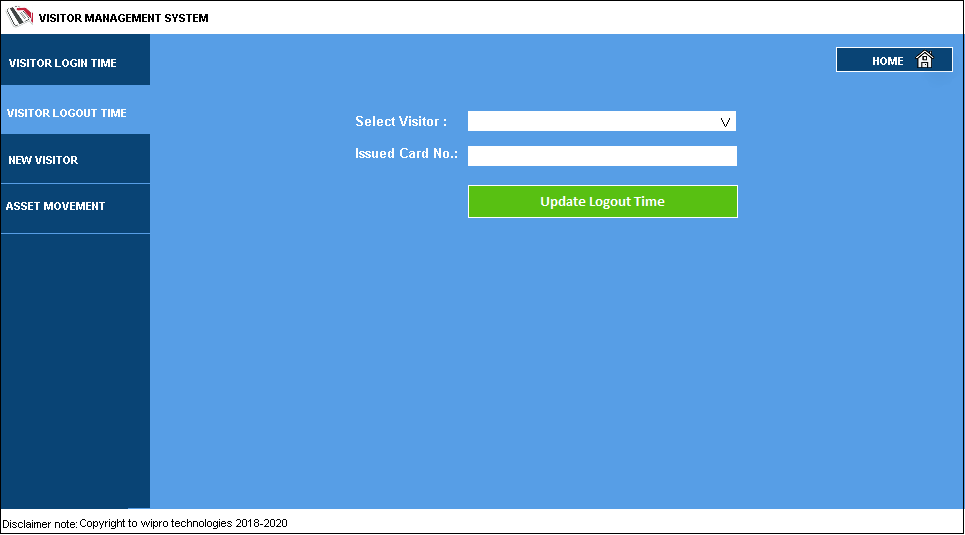 VISITOR MANAGEMENT SYSTEM
VISITOR LOGIN TIME
HOME
VISITOR LOGOUT TIME
Select Visitor :
V
Issued Card No.:
NEW VISITOR
Update Logout Time
ASSET MOVEMENT
Disclaimer note: Copyright to wipro technologies 2018-2020